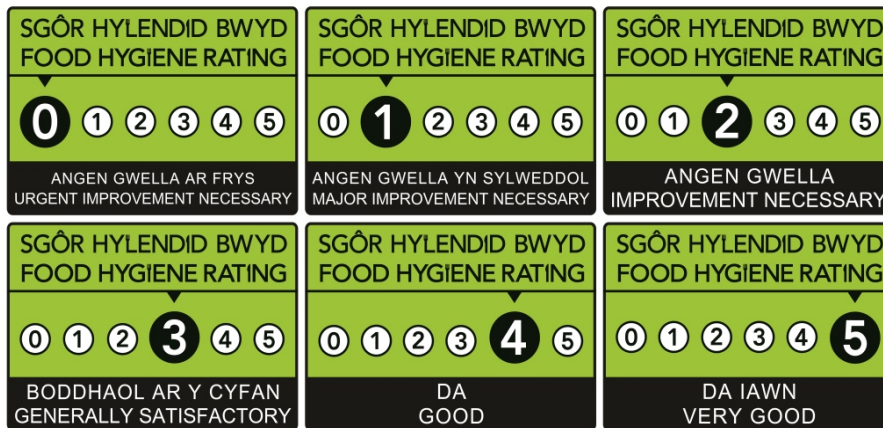 SGÔR HYLENDID BWYD
FOOD HYGIENE RATING
0 1 2 3 4 5
ANGEN GWELLA AR FRYS
URGENT IMPROVEMENT NECESSARY
SGÔR HYLENDID BWYD
FOOD HYGIENE RATING
0 1 2 3 4 5
ANGEN GWELLA YN SYLWEDDOL
MAJOR IMPROVEMENT NECESSARY
SGÔR HYLENDID BWYD
FOOD HYGIENE RATING
0 1 2 3 4 5
ANGEN GWELLA
IMPROVEMENT NECESSARY
SGÔR HYLENDID BWYD
FOOD HYGIENE RATING
0 1 2 3 4 5
BODDHAOL AR Y CYFAN
GENERALLY SATISFACTORY
SGÔR HYLENDID BWYD
FOOD HYGIENE RATING
0 1 2 3 4 5
DA
GOOD
SGÔR HYLENDID BWYD
FOOD HYGIENE RATING
0 1 2 3 4 5
DA IAWN
VERY GOOD